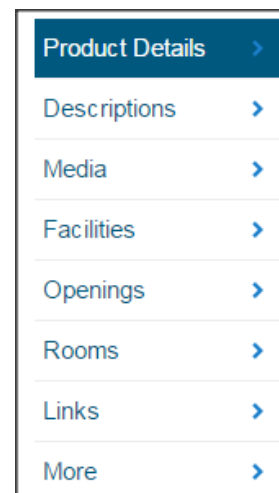 Product Details
Descriptions
Media
Facilities
Openings
Rooms
Links
More